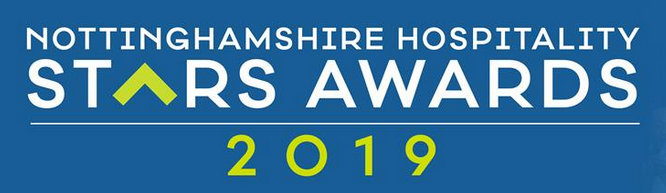 NOTTINGHAMSHIRE HOSPITALITY
STARS AWARDS
2019